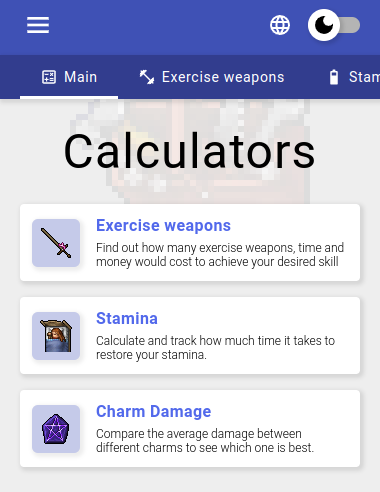 Main
Exercise weapons
Stam
Calculators
Exercise weapons
Find out how many exercise weapons, time and
money would cost to achieve your desired skill
Stamina
Calculate and track how much time it takes to
restore your stamina.
Charm Damage
Compare the average damage between
different charms to see which one is best.